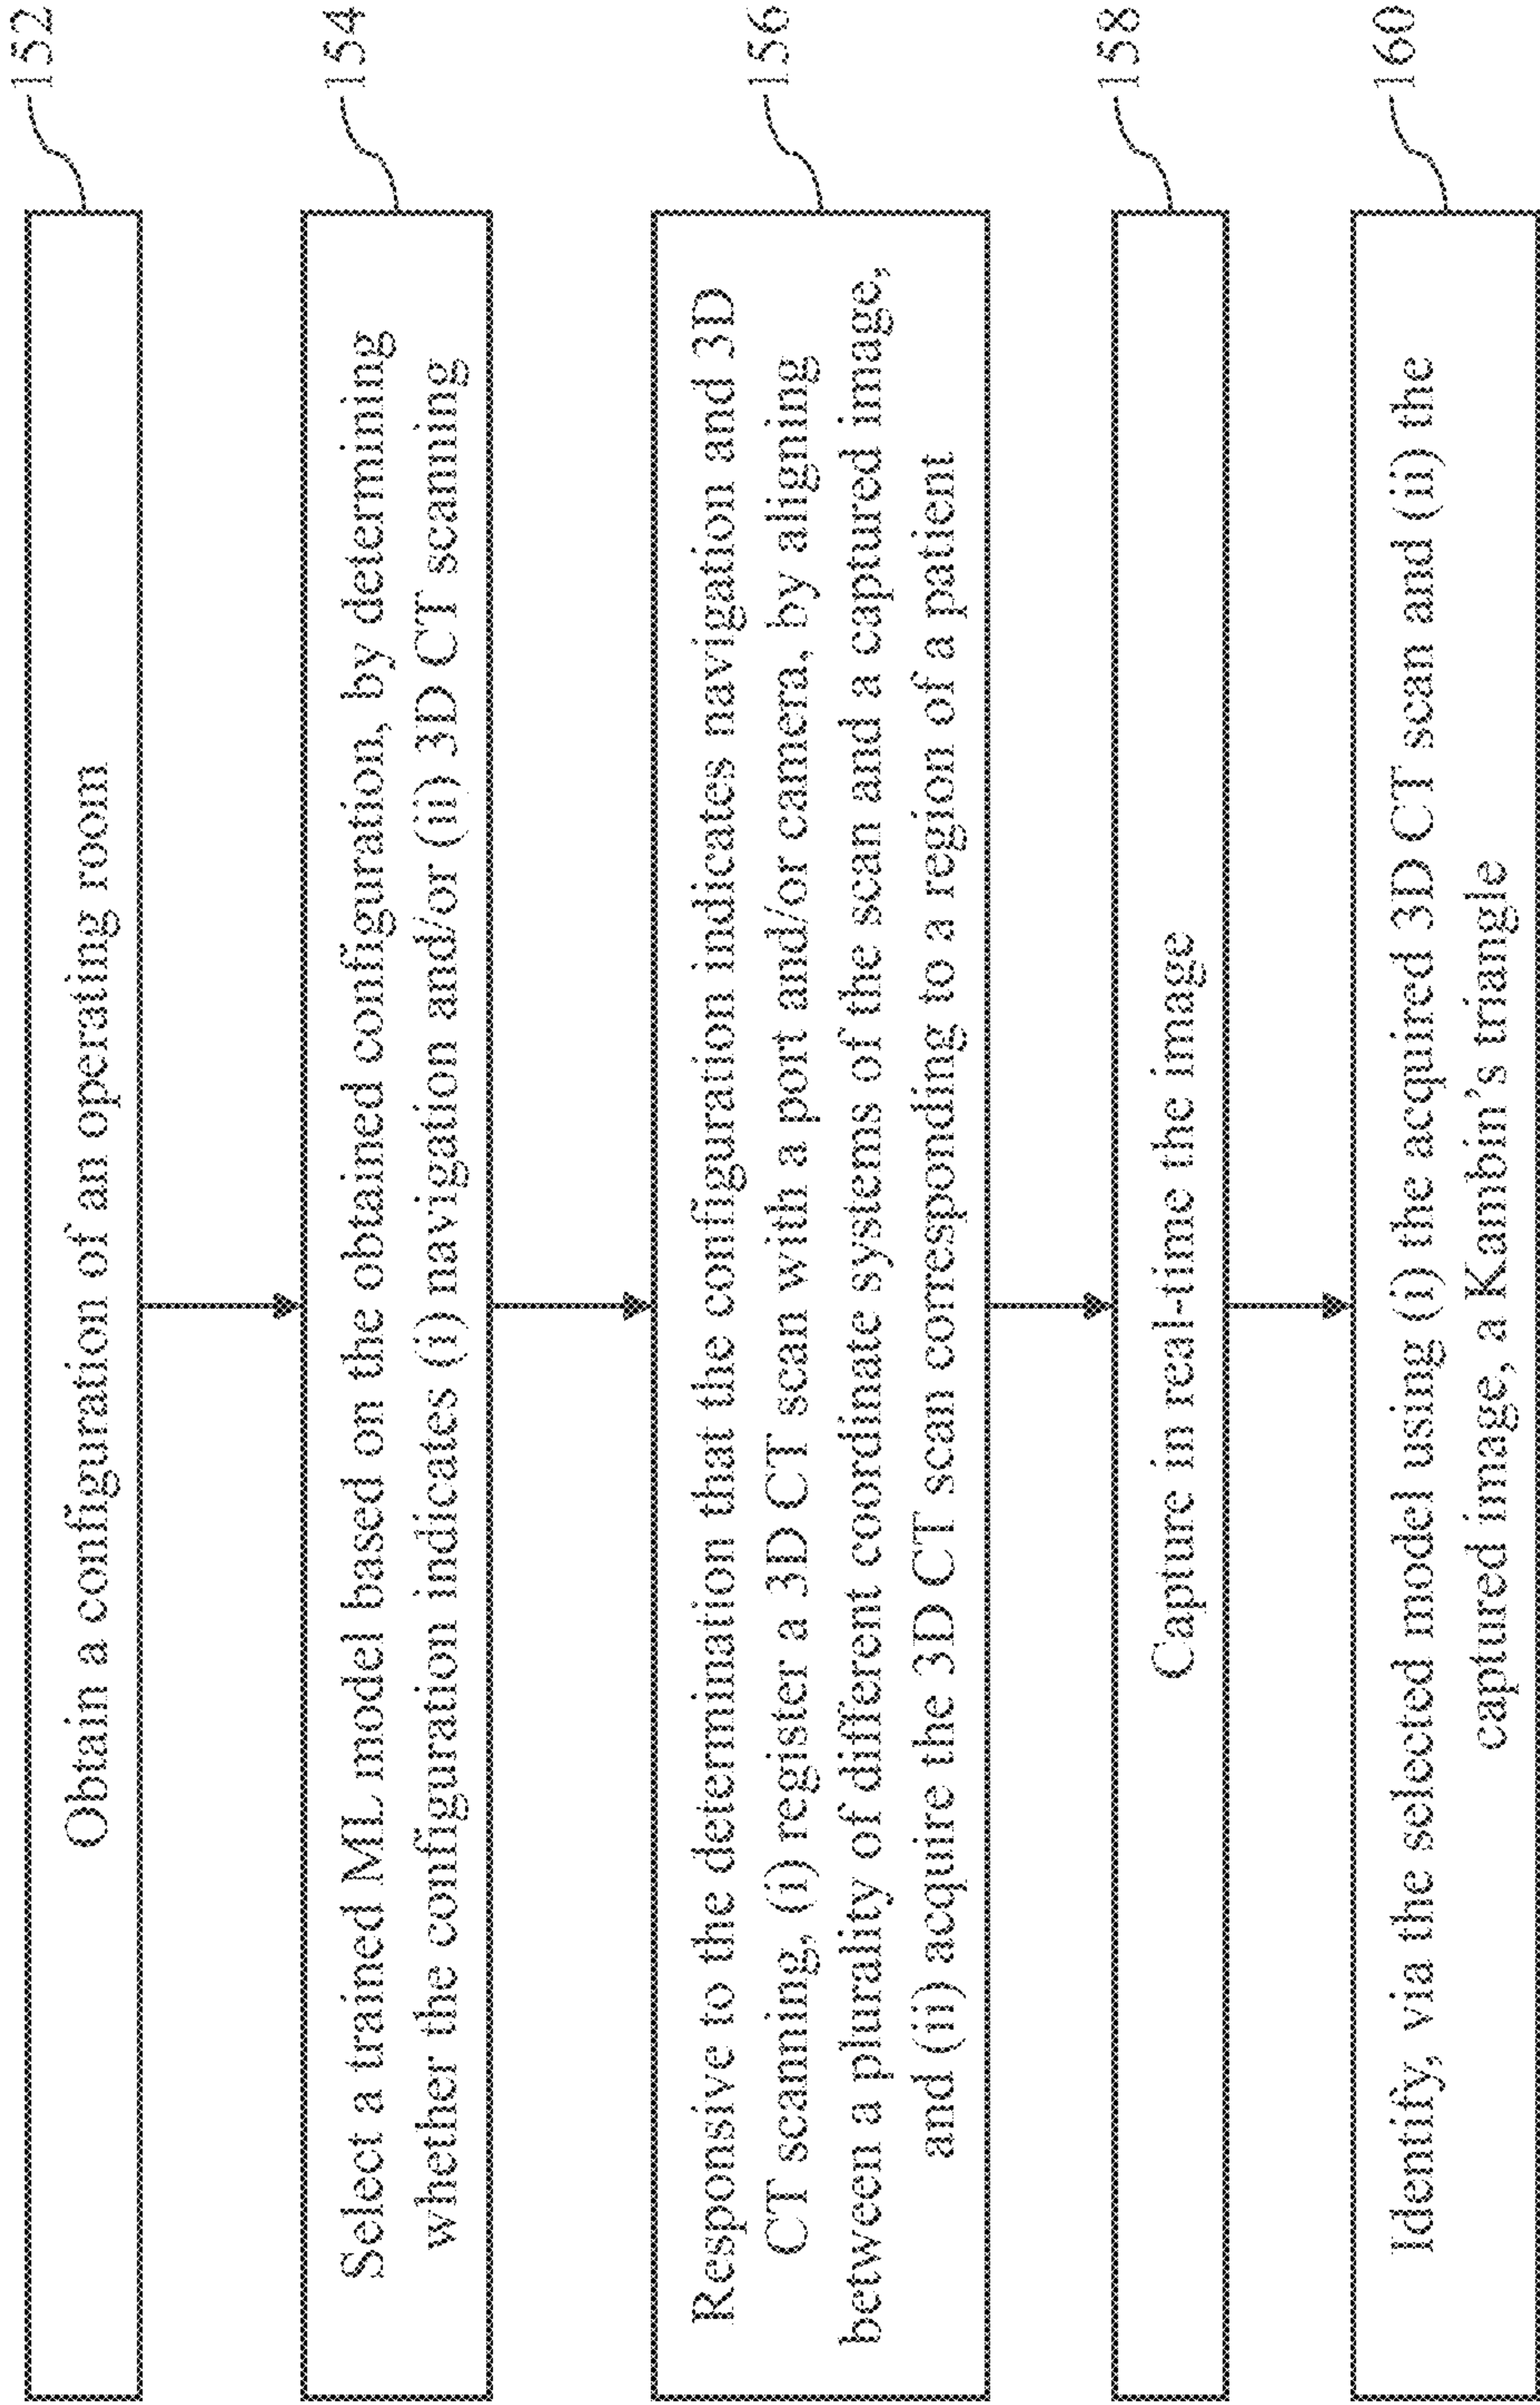 Obtain a configuration of an operating room
152
Select a trained ML model based on the obtained configuration, by determining
whether the configuration indicates (i) navigation and/or (ii) 3D CT scanning
154
Responsive to the determination that the configuration indicates navigation and 3D
CT scanning, (i) register a 3D CT scan with a port and/or camera, by aligning
between a plurality of different coordinate systems of the scan and a captured image,
and (ii) acquire the 3D CT scan corresponding to a region of a patient
156
Capture in real-time the image
158
Identify, via the selected model using (i) the acquired 3D CT scan and (ii) the
captured image, a Kambin's triangle
160